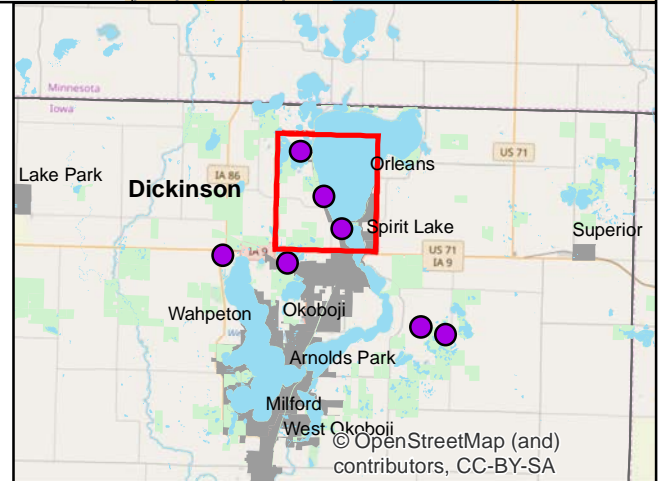 Minnesota
Iowa
Orleans
US 71
Lake Park
IA 86
Dickinson
Spirit Lake
Superior
IA 9
US 71
IA 9
Wahpeton
Okoboji
Arnolds Park
Milford
West Okoboji
© OpenStreetMap (and)
contributors, CC-BY-SA